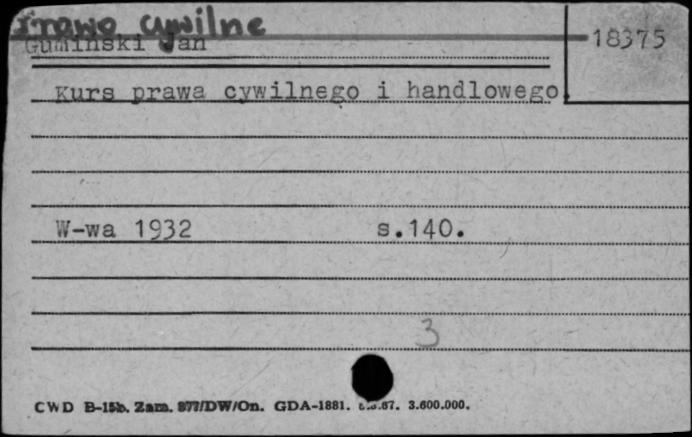 Prawo cywilne
Gumiński Jan
18375
Kurs prawa cywilnego i handlowego
W-wa 1932 s.140.
3
CWD B-15b. Zam. 877/DW/On. GDA-1881. 3.600.000.